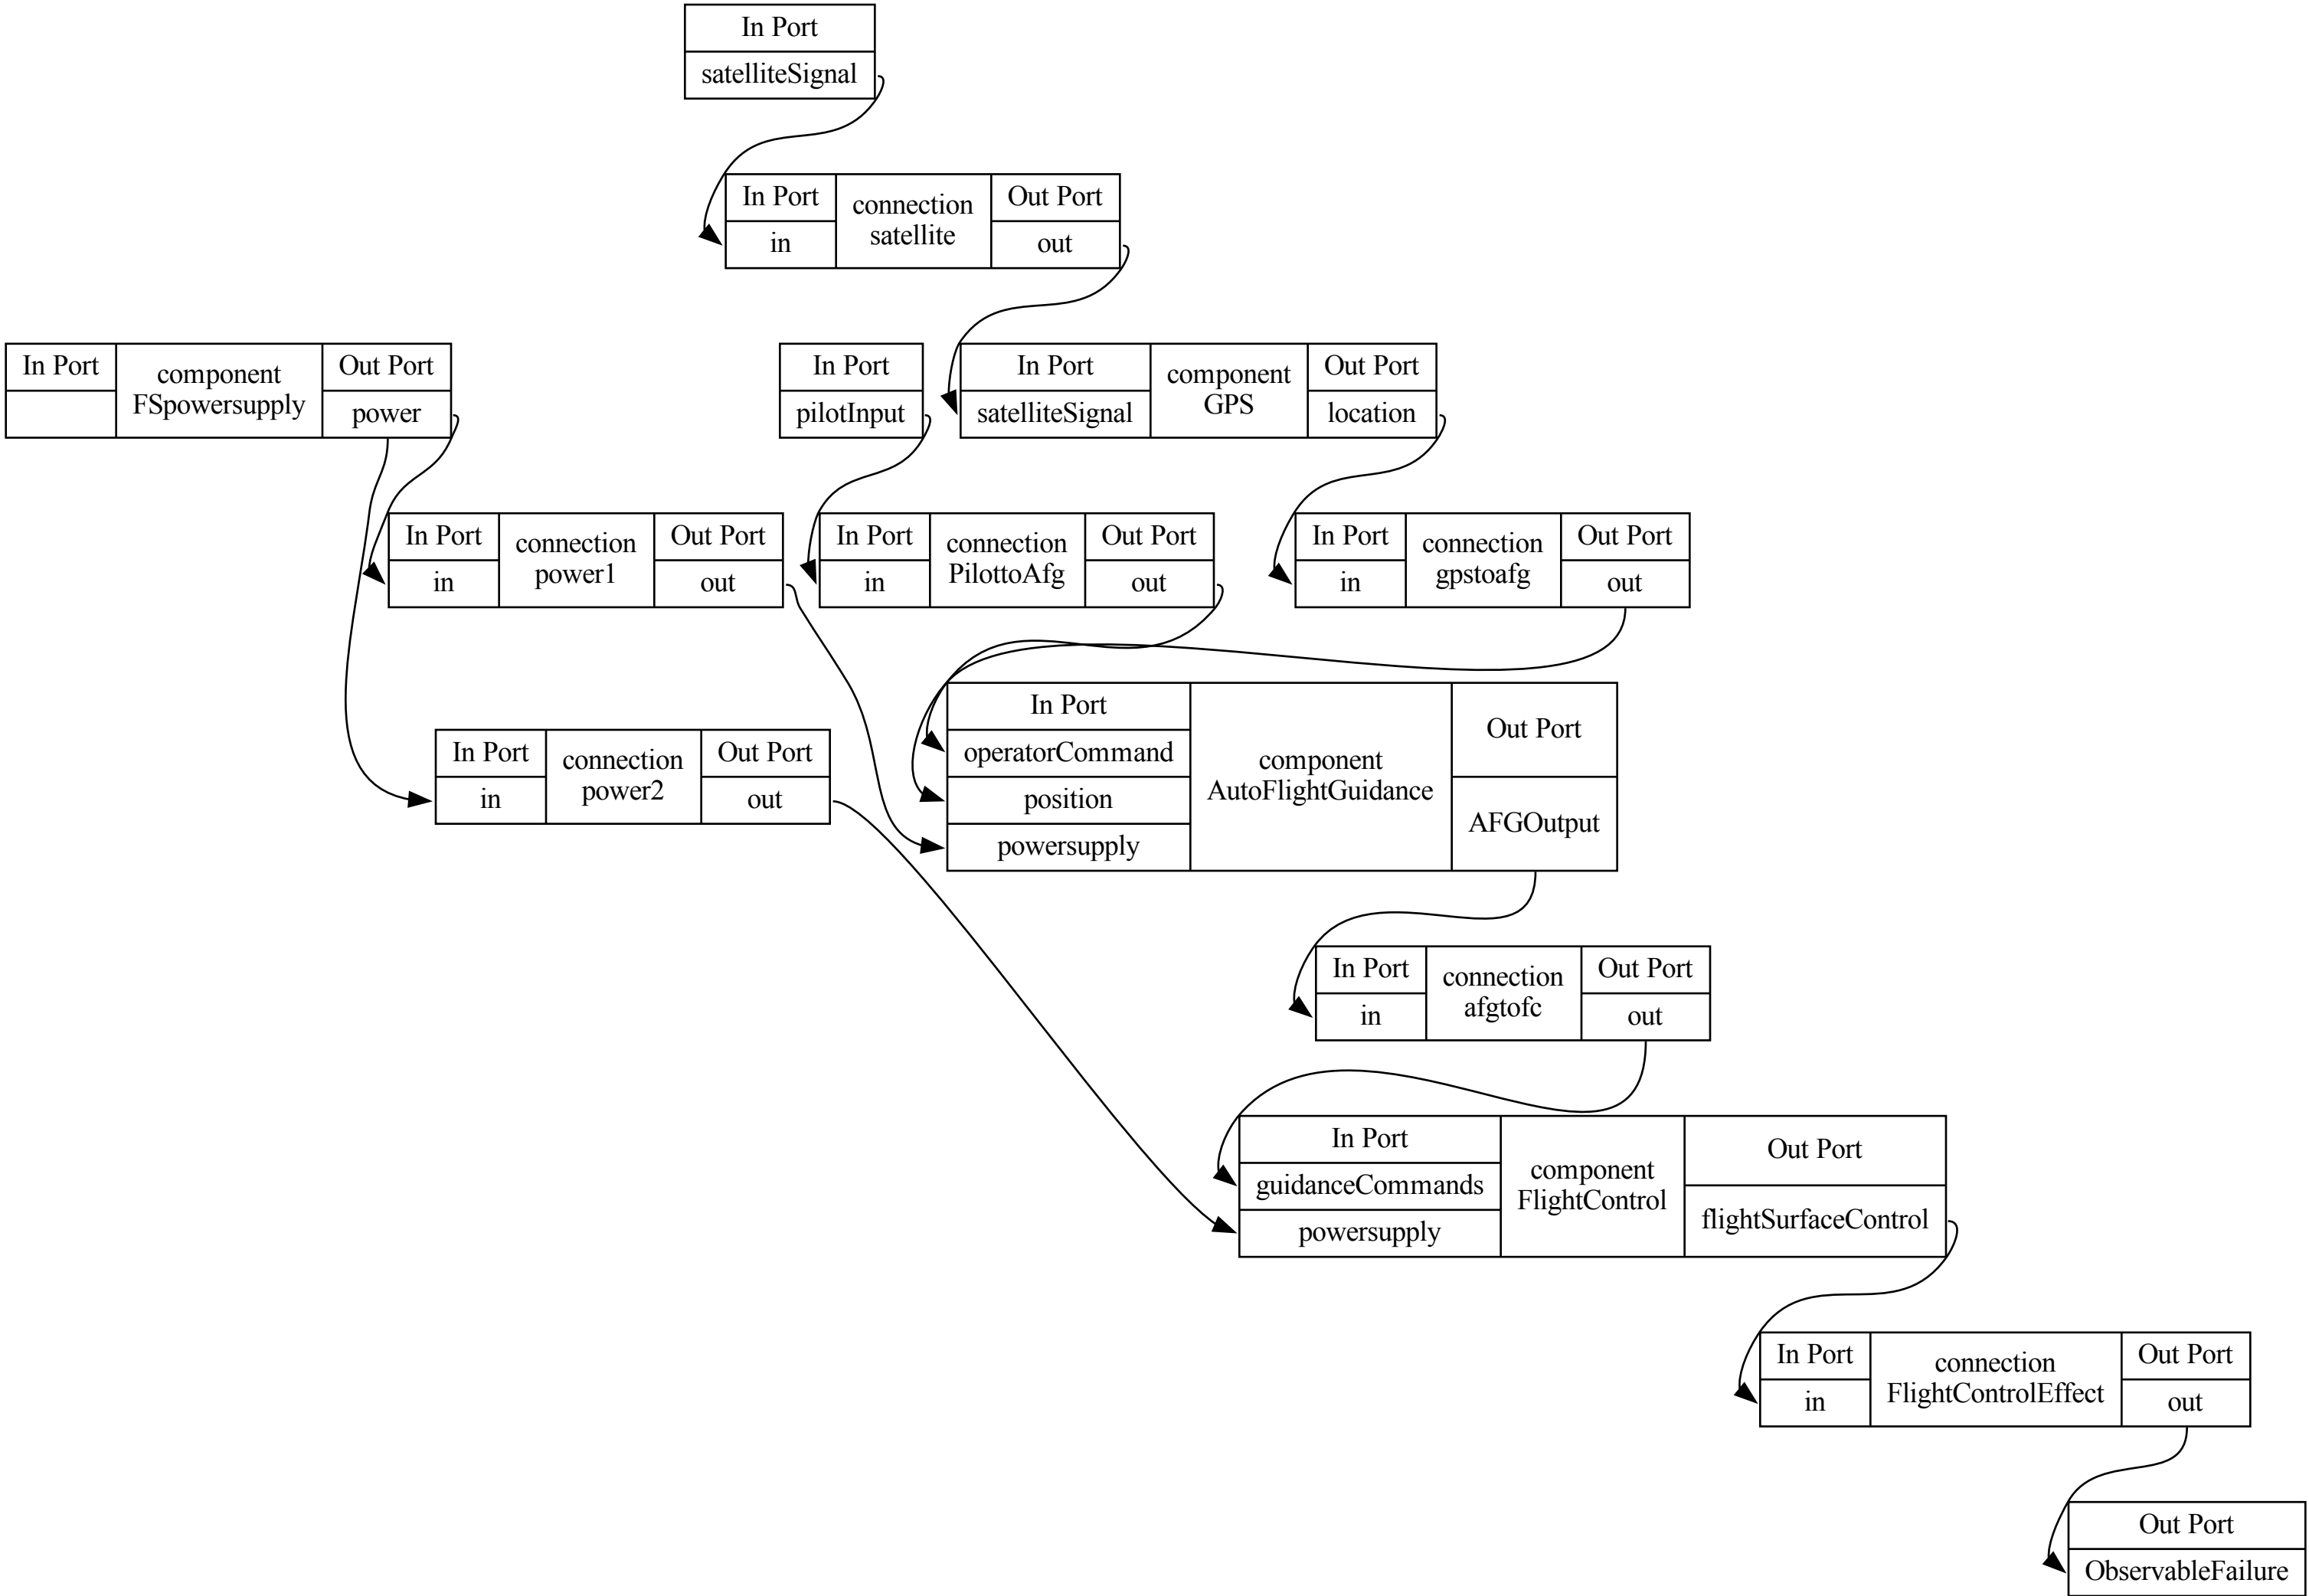 In Port
satelliteSignal
In Port
in
connection
satellite
Out Port
out
In Port
component
FSpowersupply
Out Port
power
In Port
pilotInput
In Port
satelliteSignal
component
GPS
Out Port
location
In Port
in
connection
power1
Out Port
out
In Port
in
connection
PilottoAfg
Out Port
out
In Port
in
connection
gpstoafg
Out Port
out
In Port
in
connection
power2
Out Port
out
In Port
operatorCommand
position
powersupply
component
AutoFlightGuidance
Out Port
AFGOutput
In Port
in
connection
afgtofc
Out Port
out
In Port
guidanceCommands
powersupply
component
FlightControl
Out Port
flightSurfaceControl
In Port
in
connection
FlightControlEffect
Out Port
out
Out Port
ObservableFailure